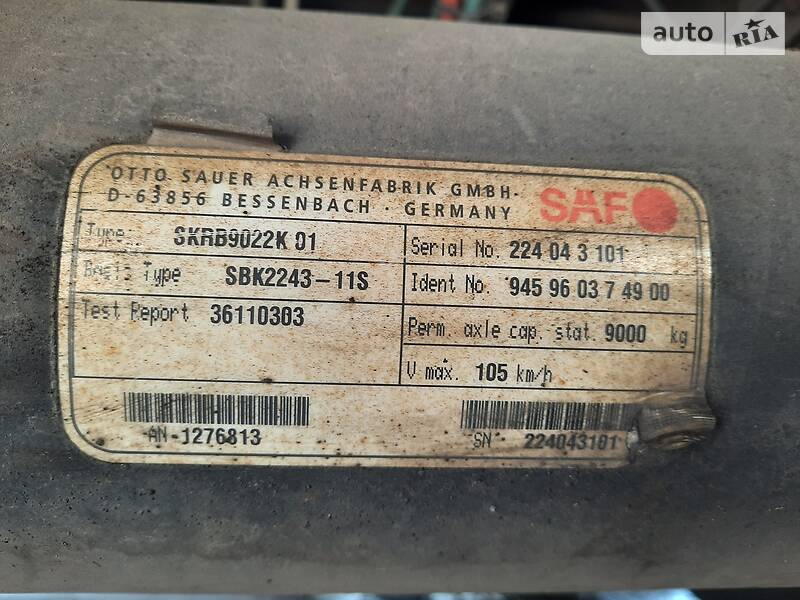 auto RIA
OTTO SAUER ACHSENFABRIK GMBH·
D-63856 BESSENBACH · GERMANY
SAF
Type SKRB9022K 01
Serial No. 224 04 3 101
Type SBK2243-11S
Ident No. 945 96 03 7 49 00
Test Report 36110303
Perm. axle cap. stat. 9000 kg
V max. 105 km/h
AN 1276813
SN 224043101